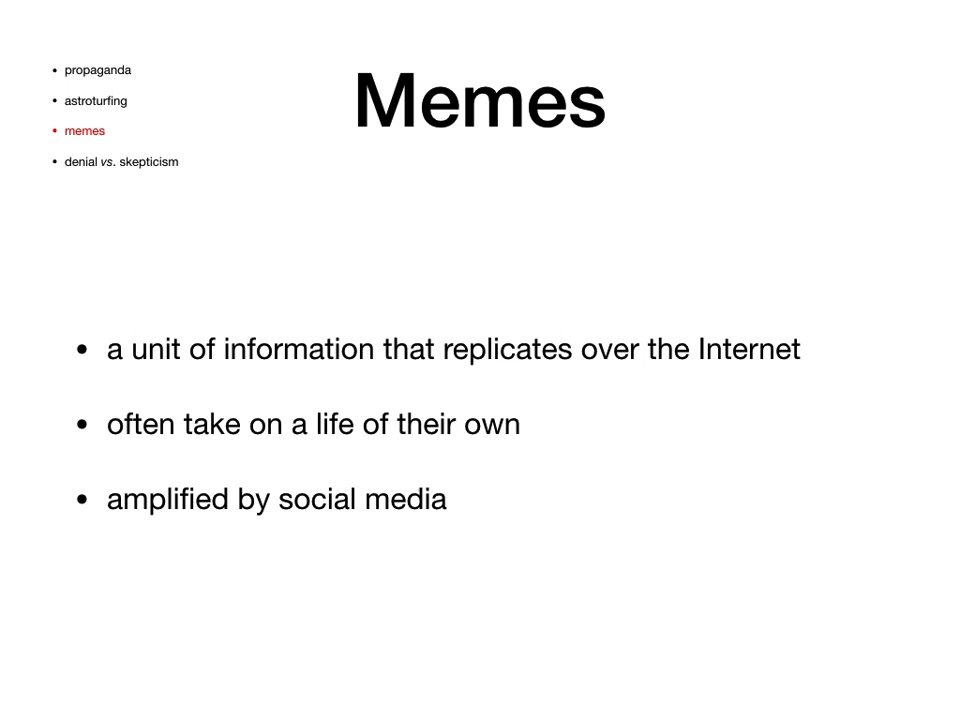 • propaganda
• astroturfing
• memes
• denial vs. skepticism
Memes
• a unit of information that replicates over the Internet
• often take on a life of their own
• amplified by social media